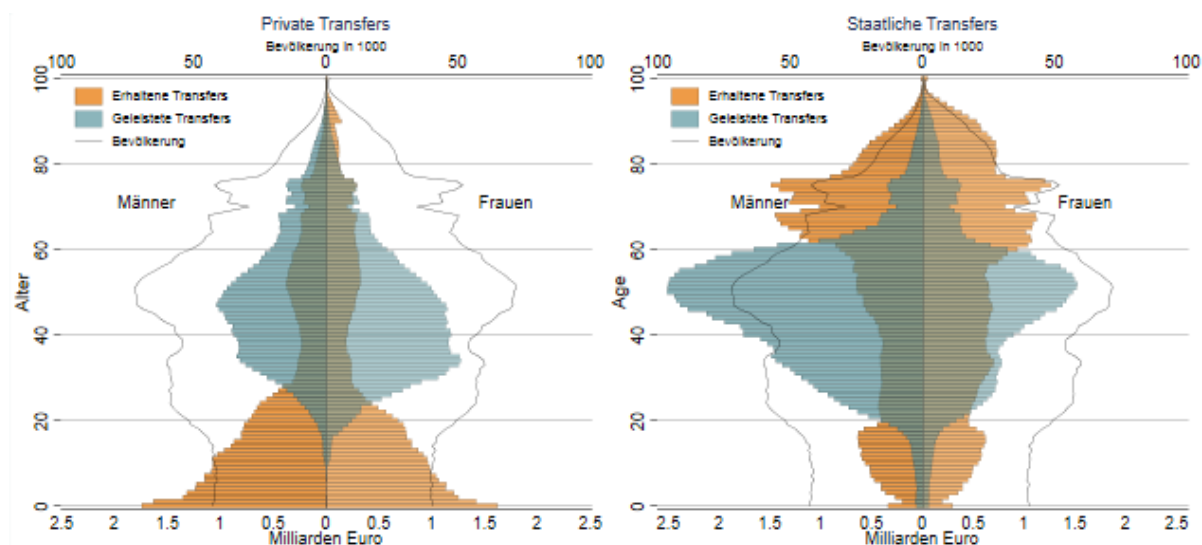 Private Transfers
Bevölkerung in 1000
100 50 0 50 100
Erhaltene Transfers
Geleistete Transfers
Bevölkerung
Männer
Frauen
Alter
100
80
60
40
20
0
2.5 2 1.5 1 0.5 0 0.5 1 1.5 2 2.5
Milliarden Euro
Staatliche Transfers
Bevölkerung in 1000
100 50 0 50 100
Erhaltene Transfers
Geleistete Transfers
Bevölkerung
Männer
Frauen
Age
100
80
60
40
20
0
2.5 2 1.5 1 0.5 0 0.5 1 1.5 2 2.5
Milliarden Euro